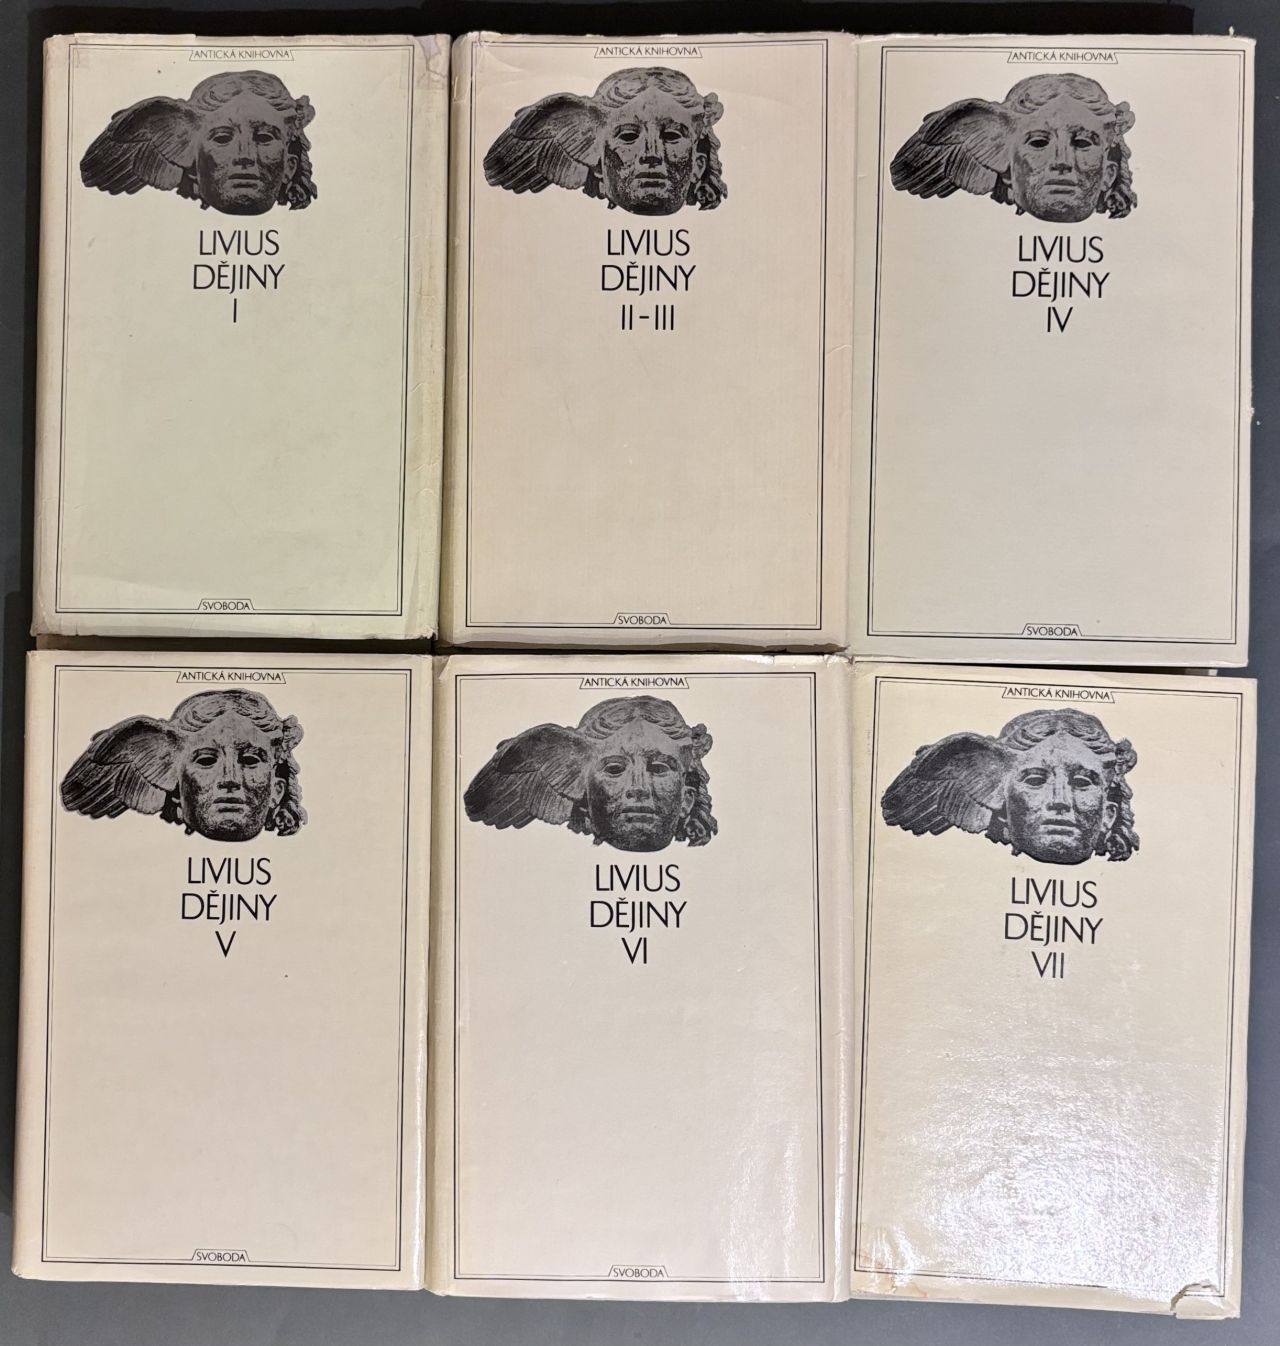 ANTICKÁ KNIHOVNA
LIVIUS
DĚJINY
I
SVOBODA
ANTICKÁ KNIHOVNA
LIVIUS
DĚJINY
II-III
SVOBODA
ANTICKÁ KNIHOVNA
LIVIUS
DĚJINY
IV
SVOBODA
ANTICKÁ KNIHOVNA
LIVIUS
DĚJINY
V
SVOBODA
ANTICKÁ KNIHOVNA
LIVIUS
DĚJINY
VI
SVOBODA
ANTICKÁ KNIHOVNA
LIVIUS
DĚJINY
VII